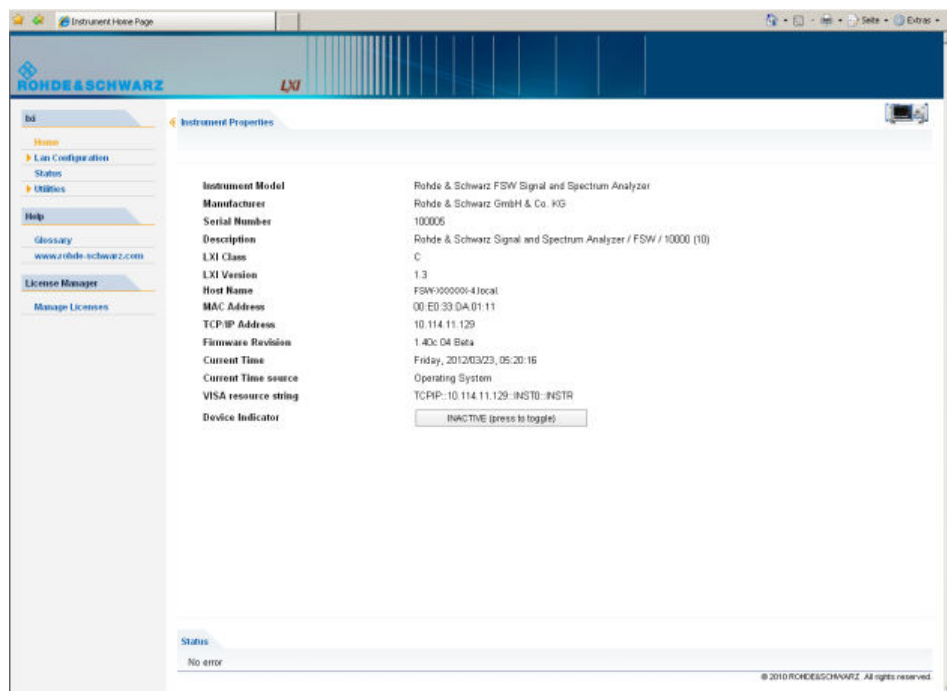 Instrument Home Page
Seite
Extras
ROHDE&SCHWARZ
LXI
lxi
Home
Lan Configuration
Status
Utilities
Help
Glossary
www.rohde-schwarz.com
License Manager
Manage Licenses
Instrument Properties
Instrument Model Rohde & Schwarz FSW Signal and Spectrum Analyzer
Manufacturer Rohde & Schwarz GmbH & Co. KG
Serial Number 100005
Description Rohde & Schwarz Signal and Spectrum Analyzer / FSW / 10000 (10)
LXI Class C
LXI Version 1.3
Host Name FSW-XXXXXX-4.local.
MAC Address 00:E0:33:DA:01:11
TCP/IP Address 10.114.11.129
Firmware Revision 1.40c 04 Beta
Current Time Friday, 2012/03/23, 05:20:16
Current Time source Operating System
VISA resource string TCPIP::10.114.11.129::INST0::INSTR
Device Indicator INACTIVE (press to toggle)
Status
No error
© 2010 ROHDE&SCHWARZ. All rights reserved.